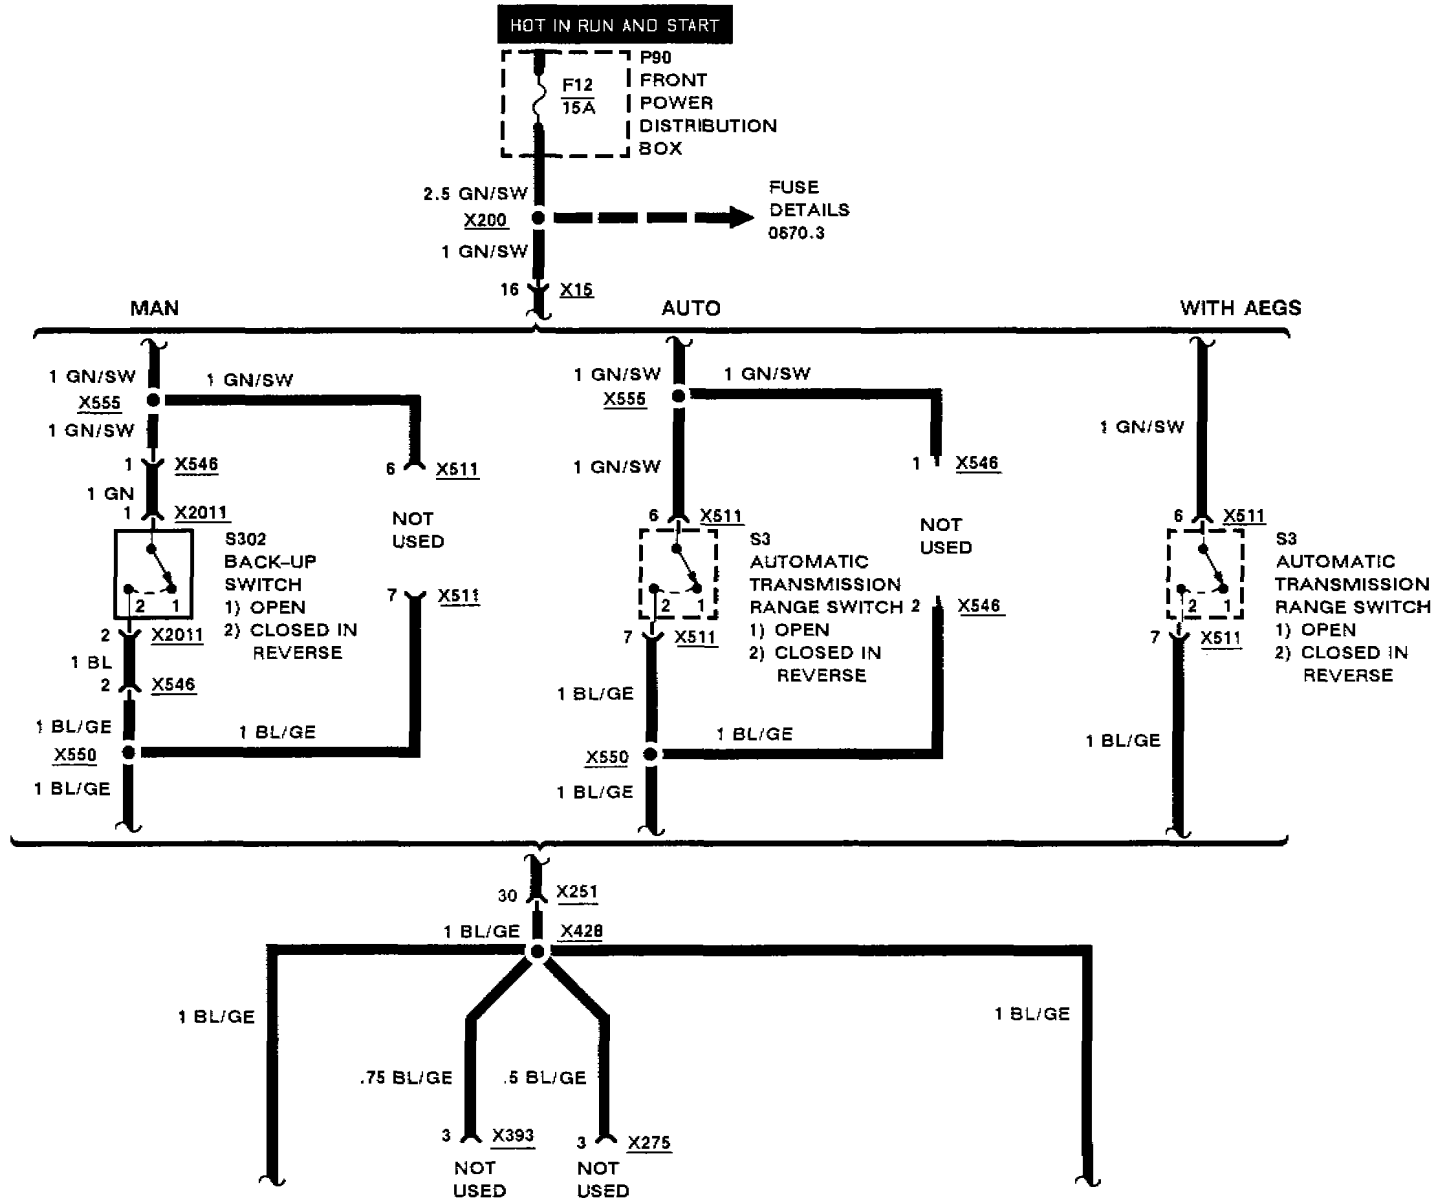 HOT IN RUN AND START
P90
FRONT
POWER
DISTRIBUTION
BOX
F12
15A
2.5 GN/SW
X200
FUSE
DETAILS
0670.3
1 GN/SW
16 X15
MAN
AUTO
WITH AEGS
1 GN/SW
1 GN/SW
X555
1 GN/SW
1 X546
1 GN
1 X2011
6 X511
NOT
USED
7 X511
S302
BACK-UP
SWITCH
1) OPEN
2) CLOSED IN
REVERSE
2 1
2 X2011
1 BL
2 X546
1 BL/GE
X550
1 BL/GE
1 BL/GE
1 GN/SW
1 GN/SW
X555
1 GN/SW
1 X546
6 X511
NOT
USED
S3
AUTOMATIC
TRANSMISSION
RANGE SWITCH
1) OPEN
2) CLOSED IN
REVERSE
2 1
2 X546
7 X511
1 BL/GE
1 BL/GE
X550
1 BL/GE
1 GN/SW
6 X511
S3
AUTOMATIC
TRANSMISSION
RANGE SWITCH
1) OPEN
2) CLOSED IN
REVERSE
2 1
7 X511
1 BL/GE
30 X251
1 BL/GE X428
1 BL/GE
1 BL/GE
.75 BL/GE
.5 BL/GE
3 X393
NOT
USED
3 X275
NOT
USED